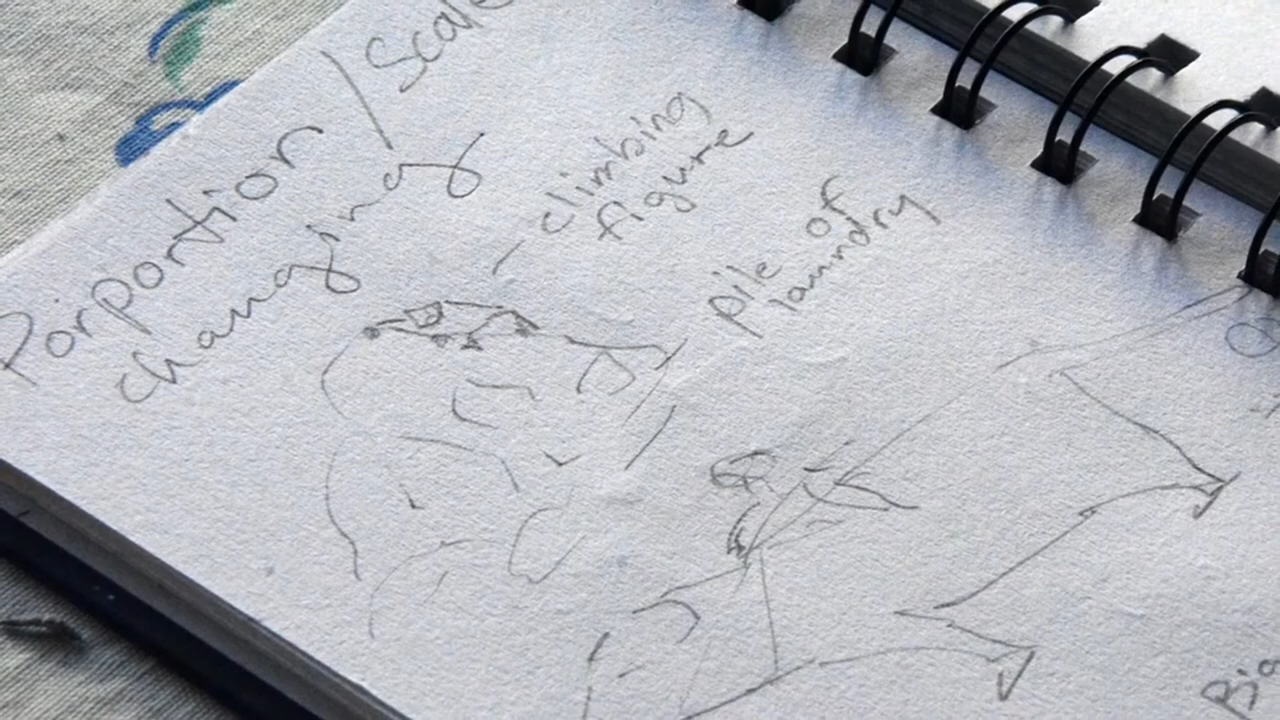 Porportion / Scale
changing
climbing
figure
pile of
laundry